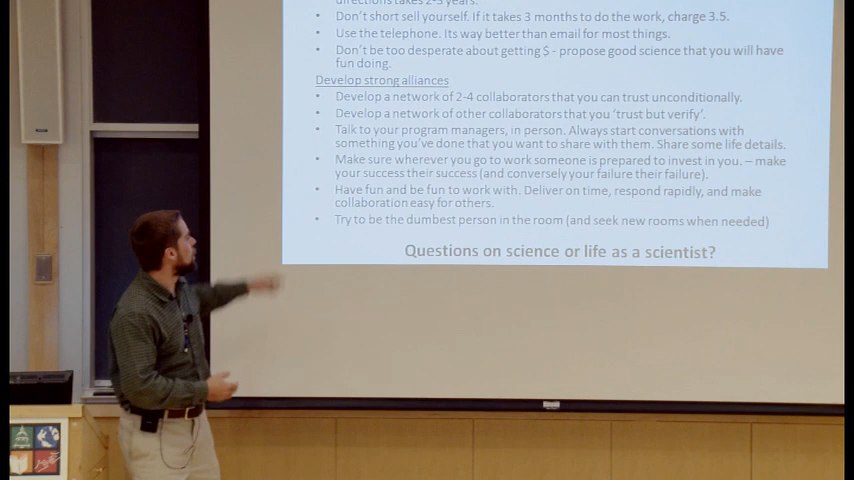 directions takes 2-3 years.
• Don't short sell yourself. If it takes 3 months to do the work, charge 3.5.
• Use the telephone. Its way better than email for most things.
• Don't be too desperate about getting $ - propose good science that you will have
fun doing.
Develop strong alliances
• Develop a network of 2-4 collaborators that you can trust unconditionally.
• Develop a network of other collaborators that you 'trust but verify'.
• Talk to your program managers, in person. Always start conversations with
something you've done that you want to share with them. Share some life details.
• Make sure wherever you go to work someone is prepared to invest in you. – make
your success their success (and conversely your failure their failure).
• Have fun and be fun to work with. Deliver on time, respond rapidly, and make
collaboration easy for others.
• Try to be the dumbest person in the room (and seek new rooms when needed)
Questions on science or life as a scientist?